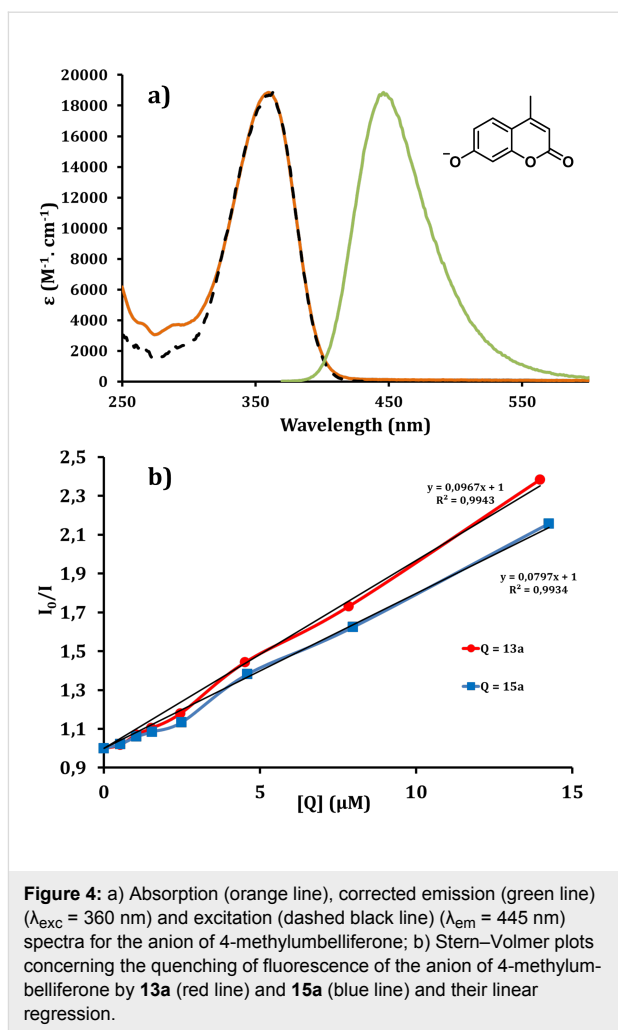 20000
18000
16000
14000
12000
10000
8000
6000
4000
2000
0
ε (M⁻¹. cm⁻¹)
a)
⁻O
O
O
250
350
450
550
Wavelength (nm)
2,5
2,3
2,1
1,9
1,7
1,5
1,3
1,1
0,9
I₀/I
b)
y = 0,0967x + 1
R² = 0,9943
y = 0,0797x + 1
R² = 0,9934
Q = 13a
Q = 15a
0
5
10
15
[Q] (μM)
Figure 4: a) Absorption (orange line), corrected emission (green line)
(λexc = 360 nm) and excitation (dashed black line) (λem = 445 nm)
spectra for the anion of 4-methylumbelliferone; b) Stern–Volmer plots
concerning the quenching of fluorescence of the anion of 4-methylum-
belliferone by 13a (red line) and 15a (blue line) and their linear
regression.